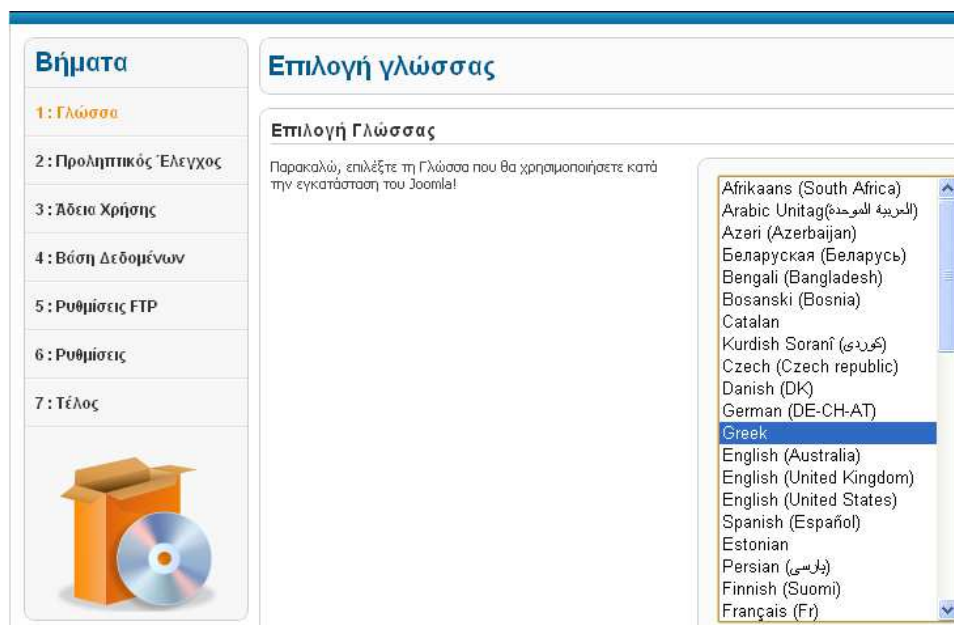 Βήματα
1 : Γλώσσα
2 : Προληπτικός Έλεγχος
3 : Άδεια Χρήσης
4 : Βάση Δεδομένων
5 : Ρυθμίσεις FTP
6 : Ρυθμίσεις
7 : Τέλος
Επιλογή γλώσσας
Επιλογή Γλώσσας
Παρακαλώ, επιλέξτε τη Γλώσσα που θα χρησιμοποιήσετε κατά
την εγκατάσταση του Joomla!
Afrikaans (South Africa)
Arabic Unitag(العربية الموحدة)
Azeri (Azerbaijan)
Беларуская (Беларусь)
Bengali (Bangladesh)
Bosanski (Bosnia)
Catalan
Kurdish Soranî (كوردى)
Czech (Czech republic)
Danish (DK)
German (DE-CH-AT)
Greek
English (Australia)
English (United Kingdom)
English (United States)
Spanish (Español)
Estonian
Persian (پارسی)
Finnish (Suomi)
Français (Fr)